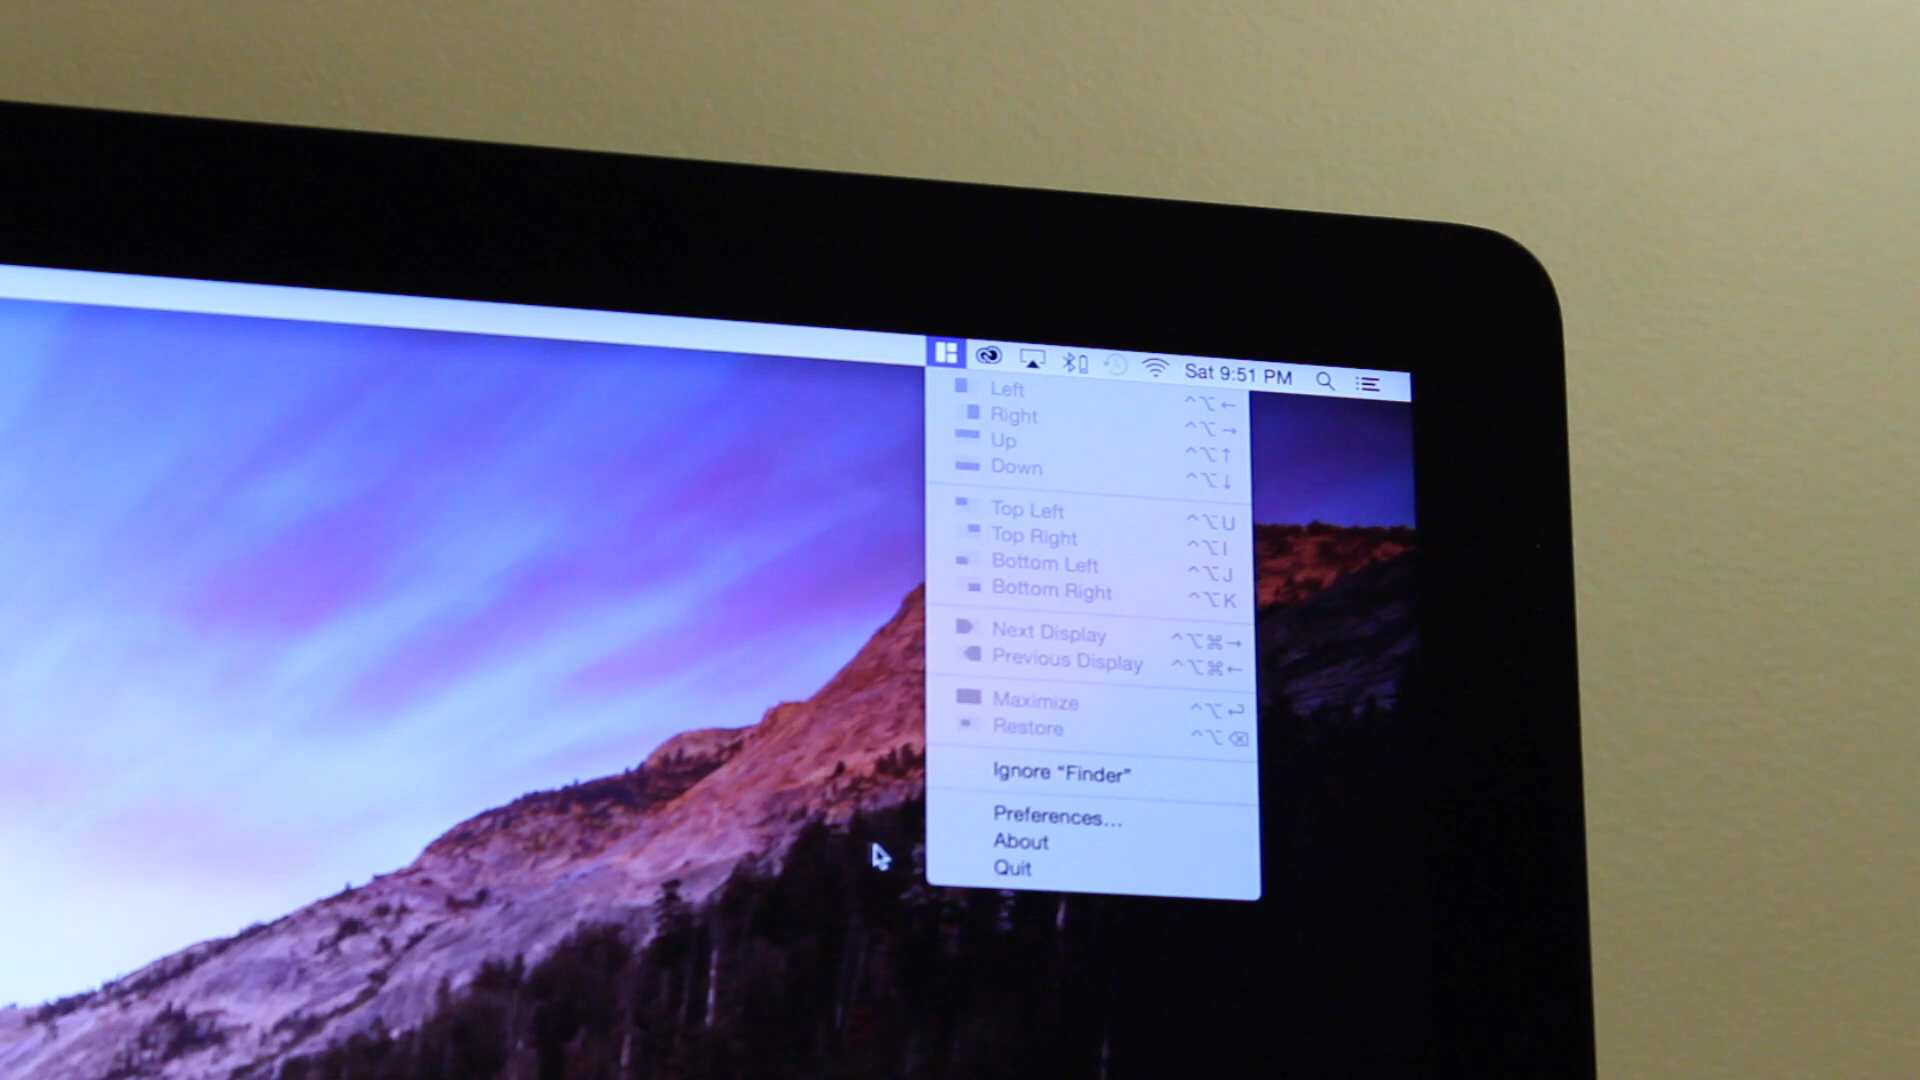 Sat 9:51 PM
Left ^⌥←
Right ^⌥→
Up ^⌥↑
Down ^⌥↓
Top Left ^⌥U
Top Right ^⌥I
Bottom Left ^⌥J
Bottom Right ^⌥K
Next Display ^⌥⌘→
Previous Display ^⌥⌘←
Maximize ^⌥↩
Restore ^⌥⌫
Ignore “Finder”
Preferences...
About
Quit